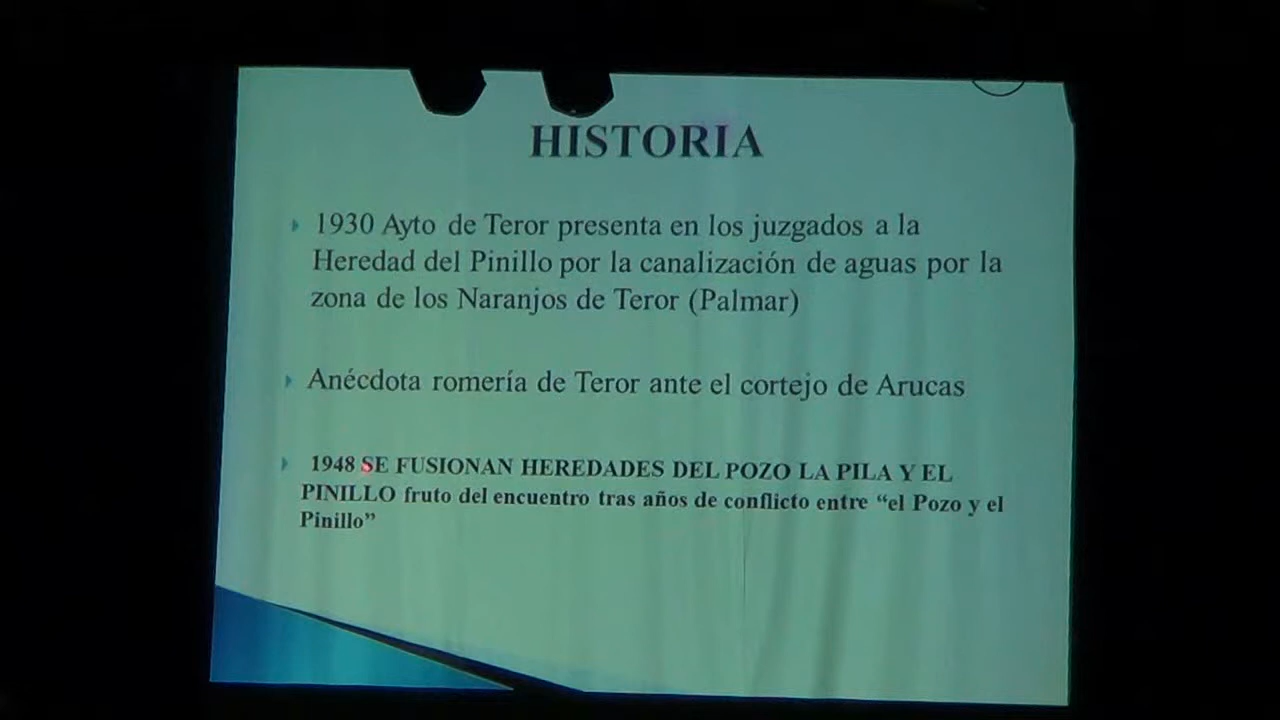 HISTORIA
1930 Ayto de Teror presenta en los juzgados a la
Heredad del Pinillo por la canalización de aguas por la
zona de los Naranjos de Teror (Palmar)
Anécdota romería de Teror ante el cortejo de Arucas
1948 SE FUSIONAN HEREDADES DEL POZO LA PILA Y EL
PINILLO fruto del encuentro tras años de conflicto entre “el Pozo y el
Pinillo”